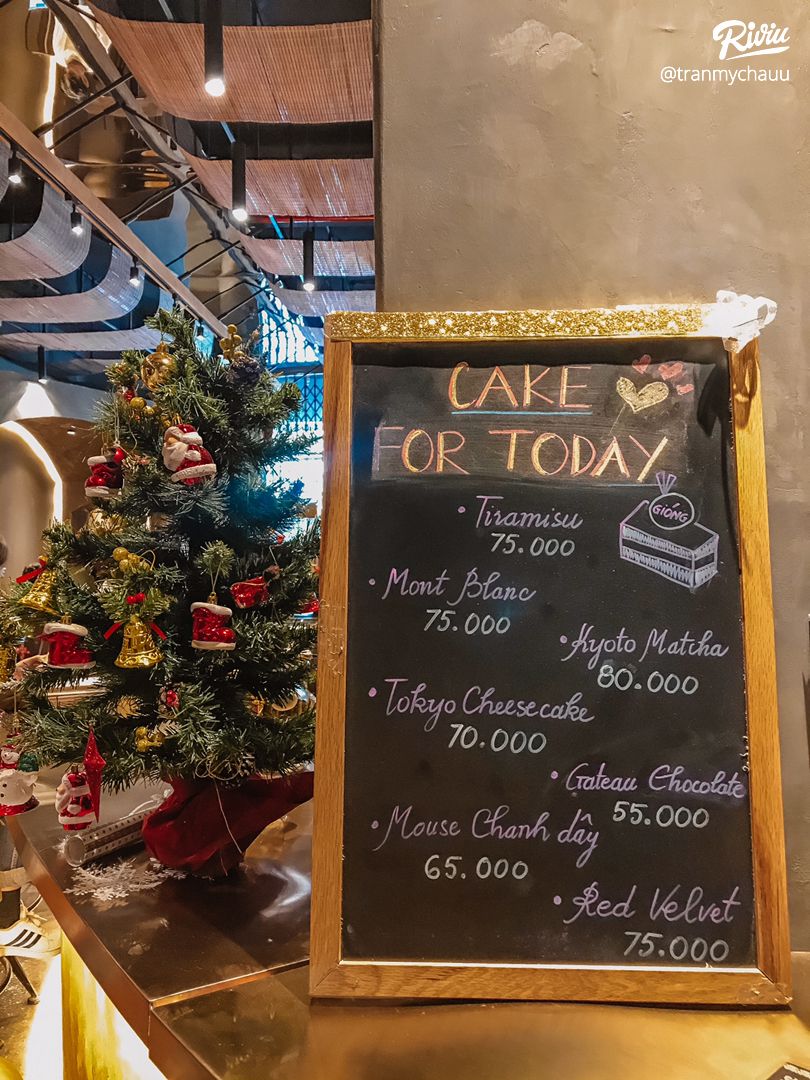 Riviu
@tranmychauu
CAKE
FOR TODAY
GIÓNG
• Tiramisu
75.000
• Mont Blanc
75.000
• Kyoto Matcha
80.000
• Tokyo Cheesecake
70.000
• Gateau Chocolate
55.000
• Mouse Chanh dây
65.000
• Red Velvet
75.000